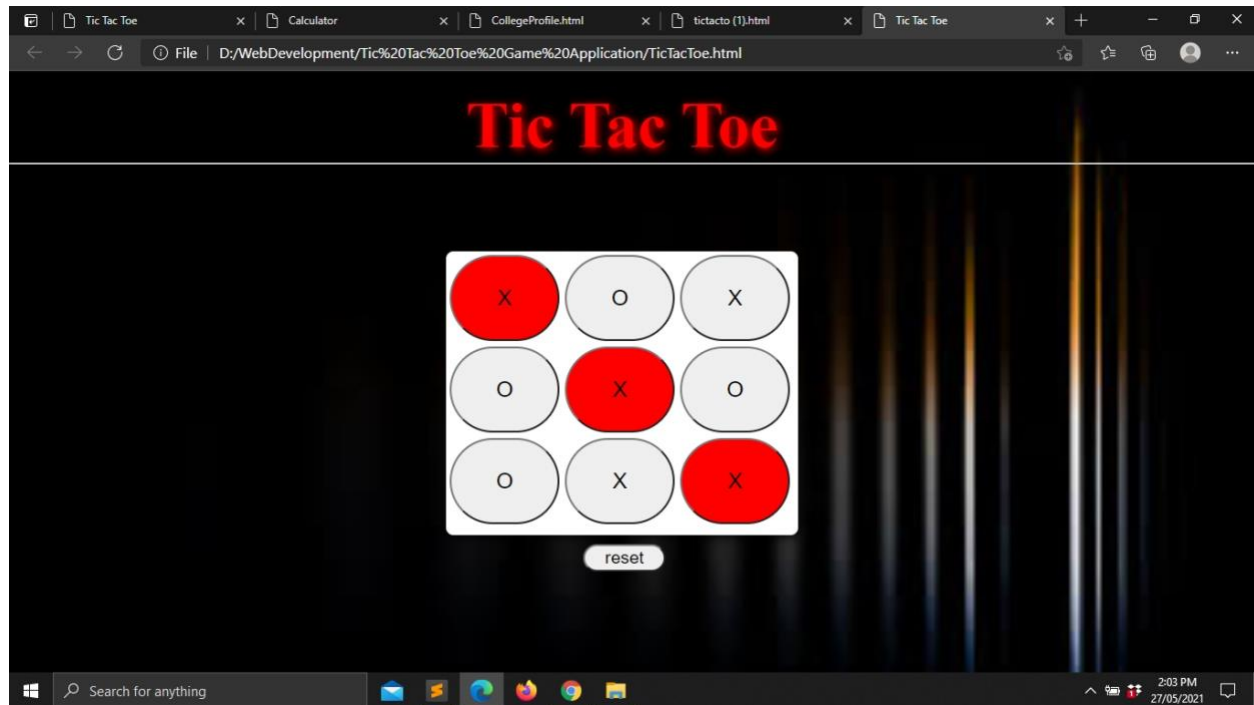 Tic Tac Toe Calculator CollegeProfile.html tictacto (1).html Tic Tac Toe
File D:/WebDevelopment/Tic%20Tac%20Toe%20Game%20Application/TicTacToe.html
Tic Tac Toe
X O X
O X O
O X X
reset
Search for anything
2:03 PM
1
27/05/2021